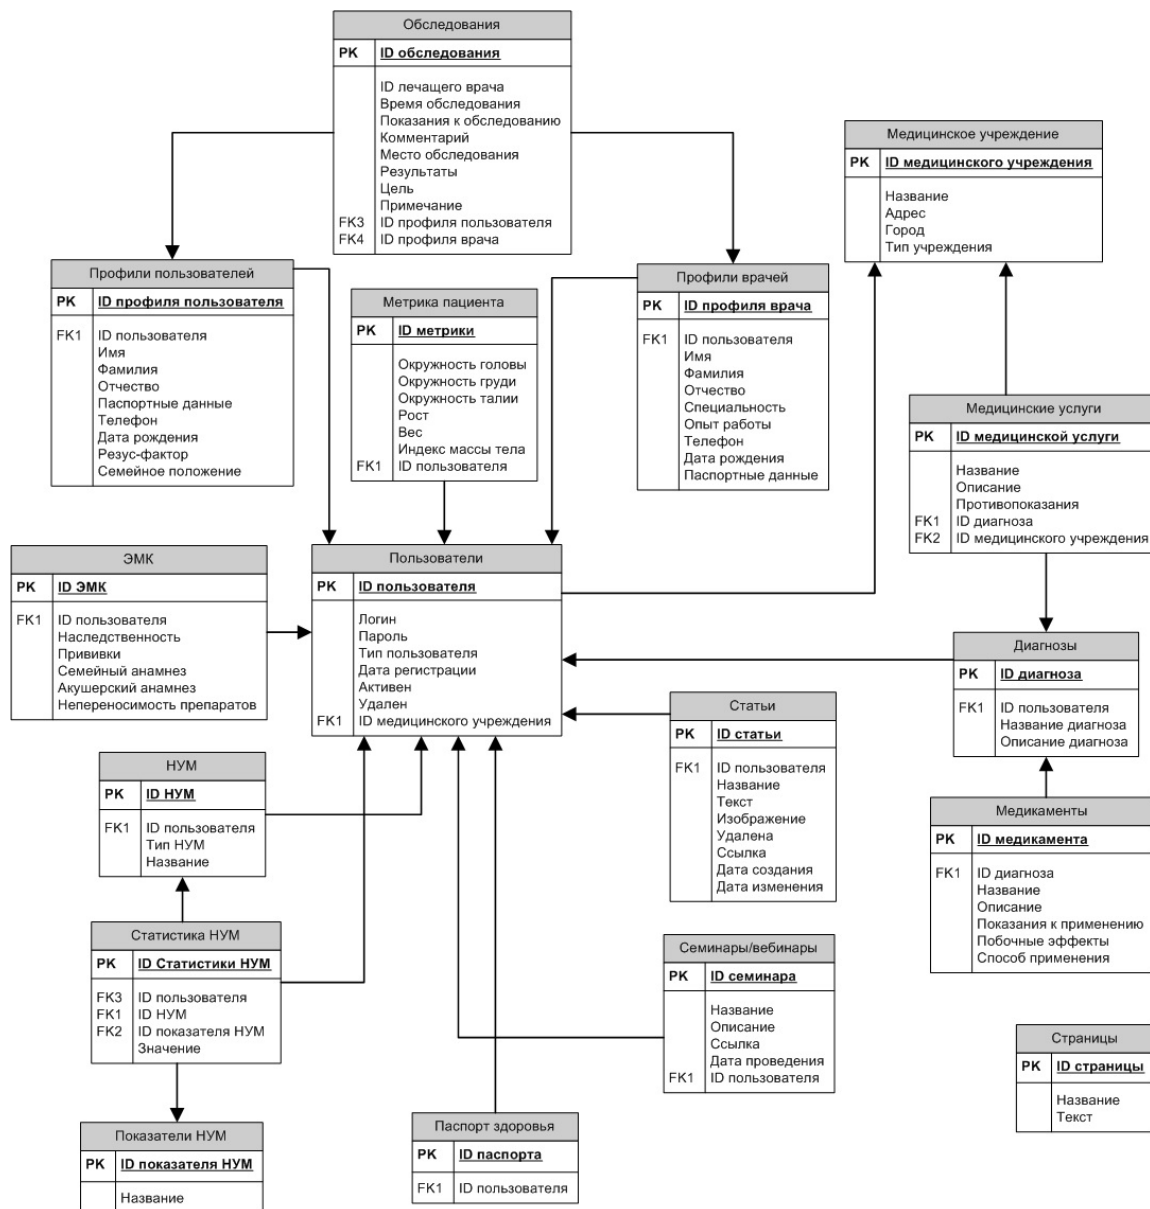 Обследования
PK ID обследования
ID лечащего врача
Время обследования
Показания к обследованию
Комментарий
Место обследования
Результаты
Цель
Примечание
FK3 ID профиля пользователя
FK4 ID профиля врача
Медицинское учреждение
PK ID медицинского учреждения
Название
Адрес
Город
Тип учреждения
Профили пользователей
PK ID профиля пользователя
FK1 ID пользователя
Имя
Фамилия
Отчество
Паспортные данные
Телефон
Дата рождения
Резус-фактор
Семейное положение
Метрика пациента
PK ID метрики
Окружность головы
Окружность груди
Окружность талии
Рост
Вес
Индекс массы тела
FK1 ID пользователя
Профили врачей
PK ID профиля врача
FK1 ID пользователя
Имя
Фамилия
Отчество
Специальность
Опыт работы
Телефон
Дата рождения
Паспортные данные
Медицинские услуги
PK ID медицинской услуги
Название
Описание
Противопоказания
FK1 ID диагноза
FK2 ID медицинского учреждения
ЭМК
PK ID ЭМК
FK1 ID пользователя
Наследственность
Прививки
Семейный анамнез
Акушерский анамнез
Непереносимость препаратов
Пользователи
PK ID пользователя
Логин
Пароль
Тип пользователя
Дата регистрации
Активен
Удален
FK1 ID медицинского учреждения
Диагнозы
PK ID диагноза
FK1 ID пользователя
Название диагноза
Описание диагноза
Статьи
PK ID статьи
FK1 ID пользователя
Название
Текст
Изображение
Удалена
Ссылка
Дата создания
Дата изменения
НУМ
PK ID НУМ
FK1 ID пользователя
Тип НУМ
Название
Медикаменты
PK ID медикамента
FK1 ID диагноза
Название
Описание
Показания к применению
Побочные эффекты
Способ применения
Статистика НУМ
PK ID Статистики НУМ
FK3 ID пользователя
FK1 ID НУМ
FK2 ID показателя НУМ
Значение
Семинары/вебинары
PK ID семинара
Название
Описание
Ссылка
Дата проведения
FK1 ID пользователя
Страницы
PK ID страницы
Название
Текст
Паспорт здоровья
PK ID паспорта
FK1 ID пользователя
Показатели НУМ
PK ID показателя НУМ
Название